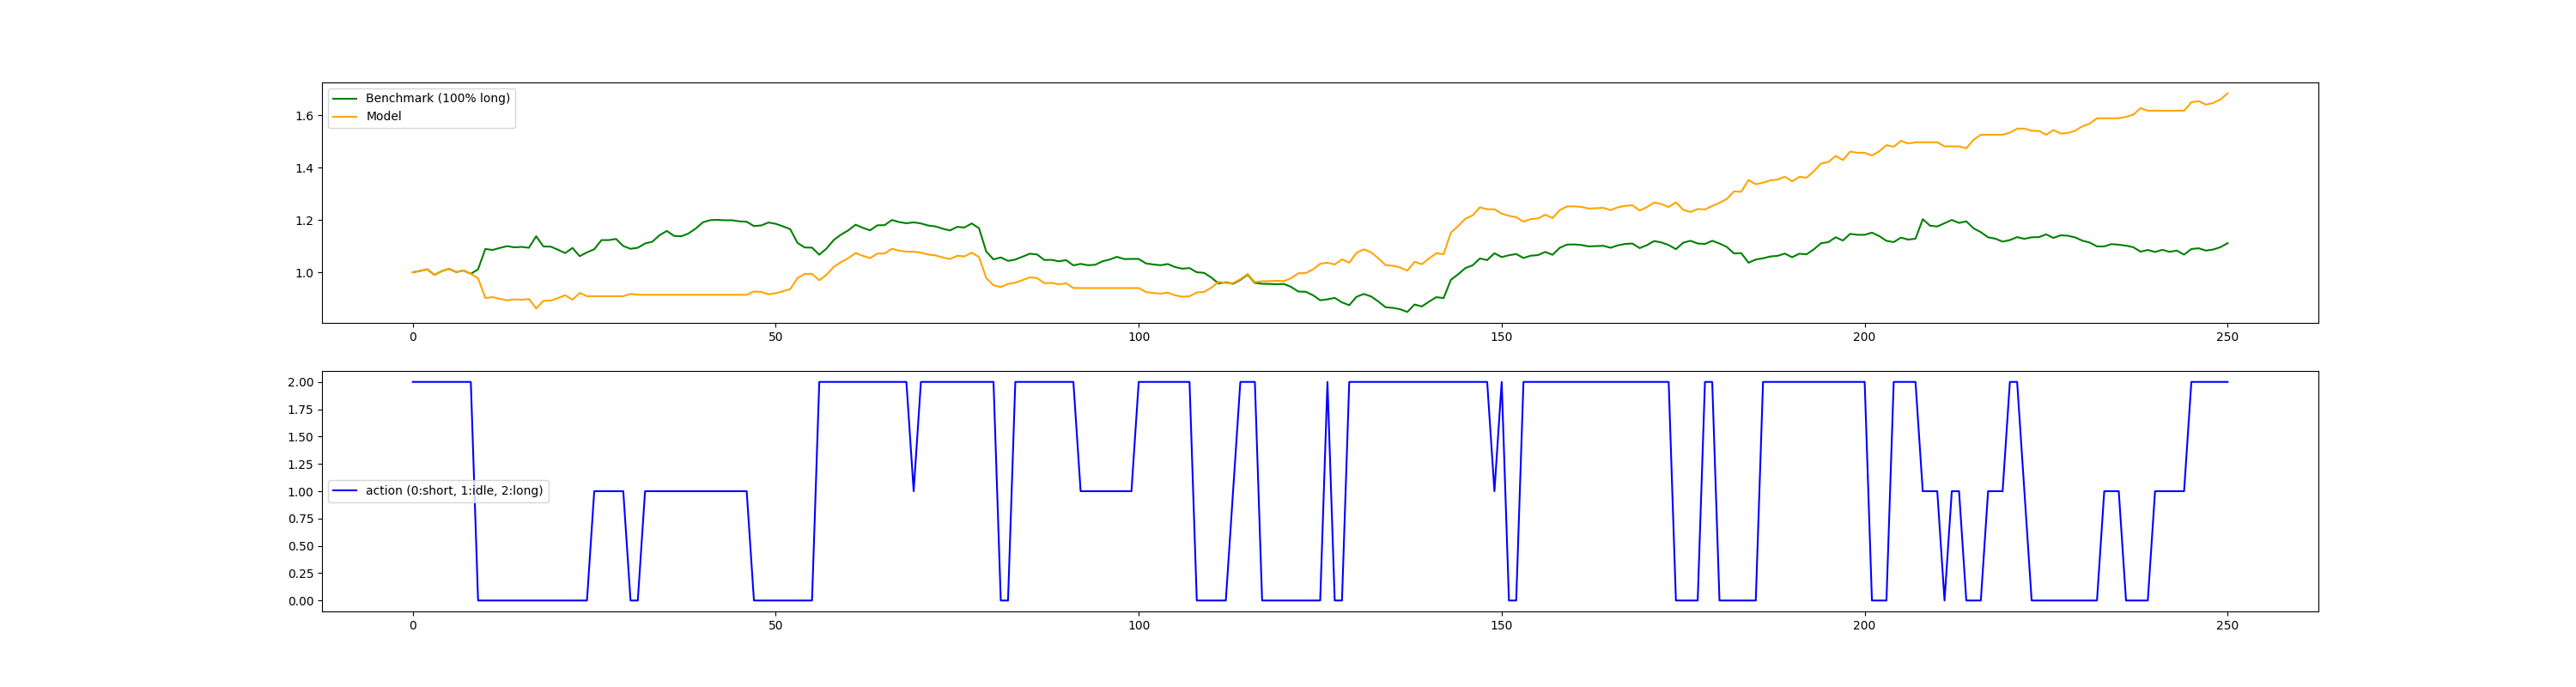 Benchmark (100% long)
Model
1.6
1.4
1.2
1.0
0 50 100 150 200 250
2.00
1.75
1.50
1.25
1.00
0.75
0.50
0.25
0.00
action (0:short, 1:idle, 2:long)
0 50 100 150 200 250